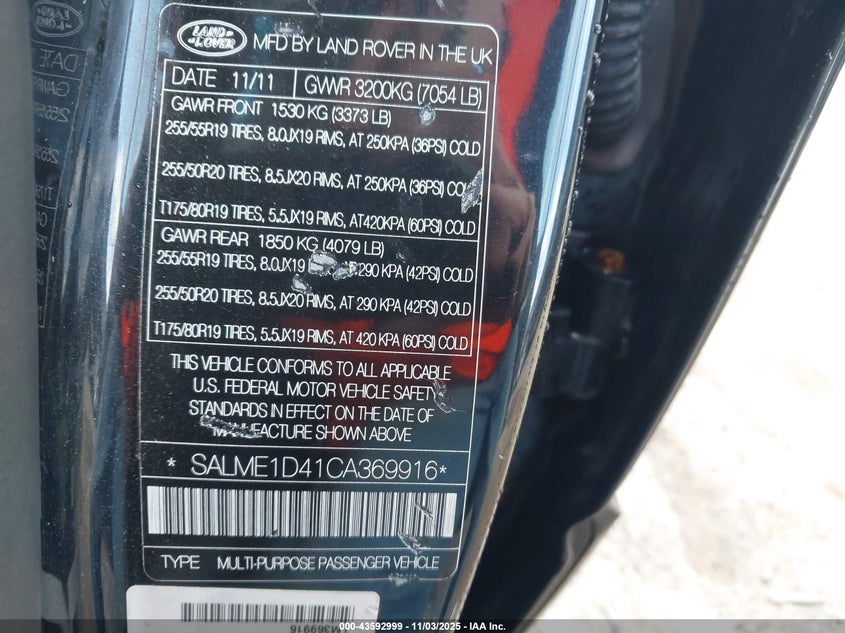 LAND ROVER
MFD BY LAND ROVER IN THE UK
DATE 11/11 GVWR 3200KG (7054 LB)
GAWR FRONT 1530 KG (3373 LB)
255/55R19 TIRES, 8.0JX19 RIMS, AT 250KPA (36PSI) COLD
255/50R20 TIRES, 8.5JX20 RIMS, AT 250KPA (36PSI) COLD
T175/80R19 TIRES, 5.5JX19 RIMS, AT420KPA (60PSI) COLD
GAWR REAR 1850 KG (4079 LB)
255/55R19 TIRES, 8.0JX19 290 KPA (42PSI) COLD
255/50R20 TIRES, 8.5JX20 RIMS, AT 290 KPA (42PSI) COLD
T175/80R19 TIRES, 5.5JX19 RIMS, AT 420 KPA (60PSI) COLD
THIS VEHICLE CONFORMS TO ALL APPLICABLE
U.S. FEDERAL MOTOR VEHICLE SAFETY
STANDARDS IN EFFECT ON THE DATE OF
MANUFACTURE SHOWN ABOVE
* SALME1D41CA369916*
TYPE MULTI-PURPOSE PASSENGER VEHICLE
369916
© IAA - 43592999 - 11/03/2025 - IAA Inc.